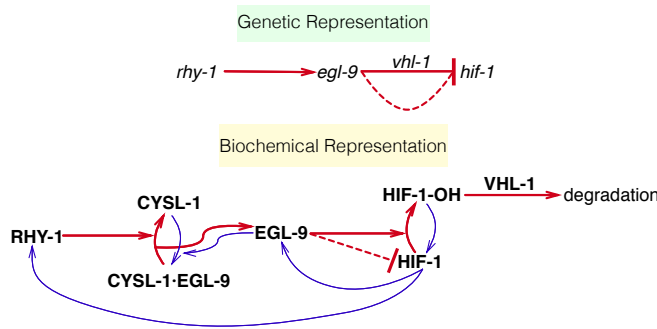 Genetic Representation
rhy-1 egl-9 vhl-1 hif-1
Biochemical Representation
CYSL-1 HIF-1-OH VHL-1 degradation
RHY-1 EGL-9
CYSL-1·EGL-9 HIF-1